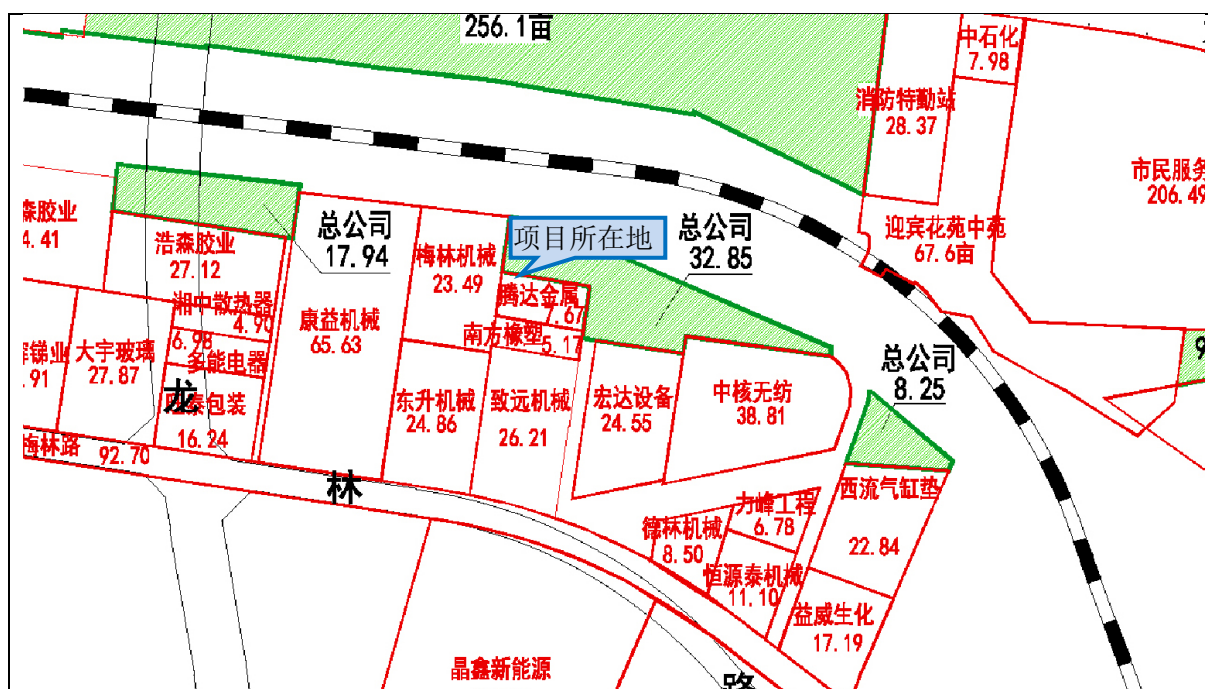 256.1亩
中石化
7.98
消防特勤站
28.37
市民服务
206.49
迎宾花苑中苑
67.6亩
森胶业
4.41
浩森胶业
27.12
总公司
17.94
梅林机械
23.49
项目所在地
总公司
32.85
腾达金属
7.67
南方橡塑
5.17
湘中散热器
4.90
6.98
多能电器
康益机械
65.63
大宇玻璃
27.87
锑业
.91
泰包装
16.24
东升机械
24.86
致远机械
26.21
宏达设备
24.55
中核无纺
38.81
总公司
8.25
9
梅林路
92.70
龙
林
路
西流气缸垫
22.84
力峰工程
6.78
德林机械
8.50
恒源泰机械
11.10
益威生化
17.19
晶鑫新能源